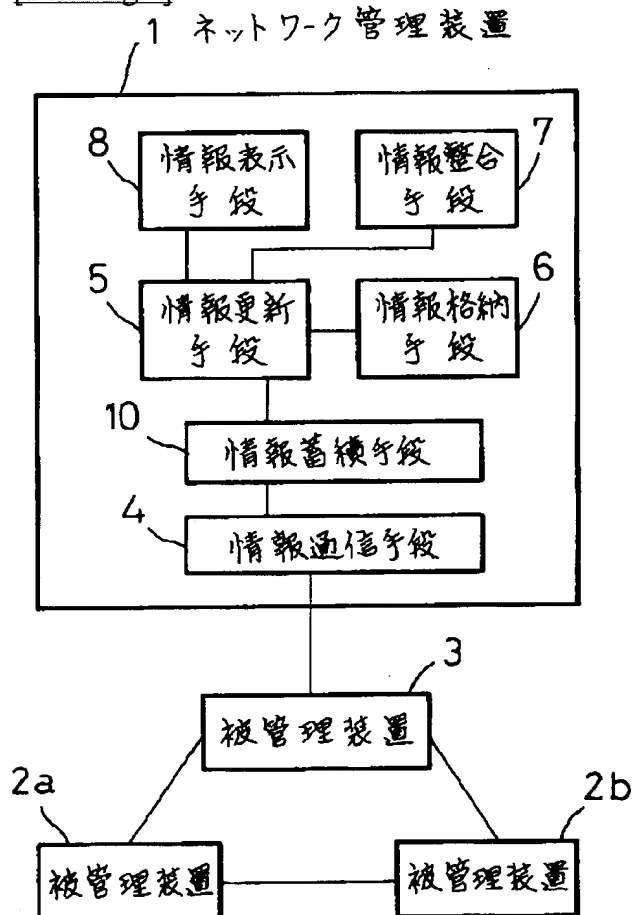 1 ネットワーク管理装置
8
情報表示
手段
情報整合
手段
7
5
情報更新
手段
情報格納
手段
6
10
情報蓄積手段
4
情報通信手段
3
被管理装置
2a
2b
被管理装置
被管理装置